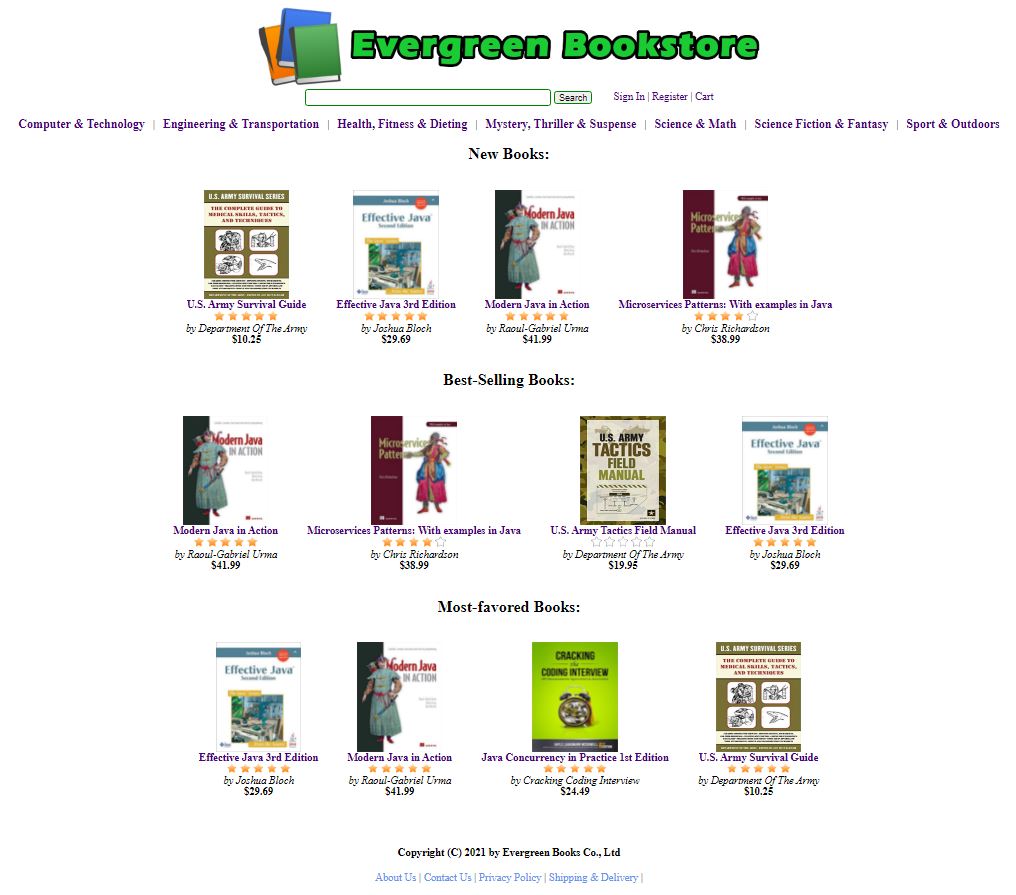 Evergreen Bookstore
Search
Sign In | Register | Cart
Computer & Technology | Engineering & Transportation | Health, Fitness & Dieting | Mystery, Thriller & Suspense | Science & Math | Science Fiction & Fantasy | Sport & Outdoors
New Books:
U.S. ARMY SURVIVAL SERIES
THE COMPLETE GUIDE TO
MEDICAL SKILLS, TACTICS,
AND TECHNIQUES
Joshua Bloch
Effective Java
Second Edition
Modern Java
IN ACTION
Microservices
Patterns
U.S. Army Survival Guide
by Department Of The Army
$10.25
Effective Java 3rd Edition
by Joshua Bloch
$29.69
Modern Java in Action
by Raoul-Gabriel Urma
$41.99
Microservices Patterns: With examples in Java
by Chris Richardson
$38.99
Best-Selling Books:
Modern Java
IN ACTION
Microservices
Patterns
U.S. ARMY
TACTICS
FIELD
MANUAL
Joshua Bloch
Effective Java
Second Edition
Modern Java in Action
by Raoul-Gabriel Urma
$41.99
Microservices Patterns: With examples in Java
by Chris Richardson
$38.99
U.S. Army Tactics Field Manual
by Department Of The Army
$19.95
Effective Java 3rd Edition
by Joshua Bloch
$29.69
Most-favored Books:
Joshua Bloch
Effective Java
Second Edition
Modern Java
IN ACTION
CRACKING
the
CODING INTERVIEW
U.S. ARMY SURVIVAL SERIES
THE COMPLETE GUIDE TO
MEDICAL SKILLS, TACTICS,
AND TECHNIQUES
Effective Java 3rd Edition
by Joshua Bloch
$29.69
Modern Java in Action
by Raoul-Gabriel Urma
$41.99
Java Concurrency in Practice 1st Edition
by Cracking Coding Interview
$24.49
U.S. Army Survival Guide
by Department Of The Army
$10.25
Copyright (C) 2021 by Evergreen Books Co., Ltd
About Us | Contact Us | Privacy Policy | Shipping & Delivery |